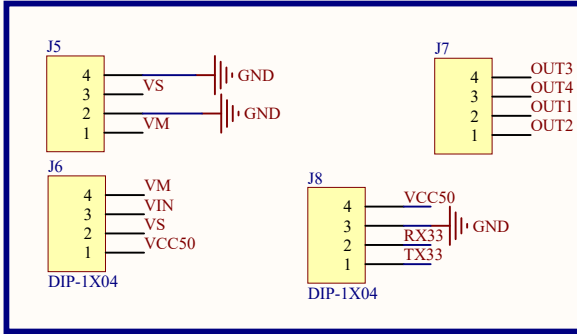 J5
4 GND
3 VS
2 GND
1 VM
J7
4 OUT3
3 OUT4
2 OUT1
1 OUT2
J6
4 VM
3 VIN
2 VS
1 VCC50
DIP-1X04
J8
4 VCC50
3 GND
2 RX33
1 TX33
DIP-1X04